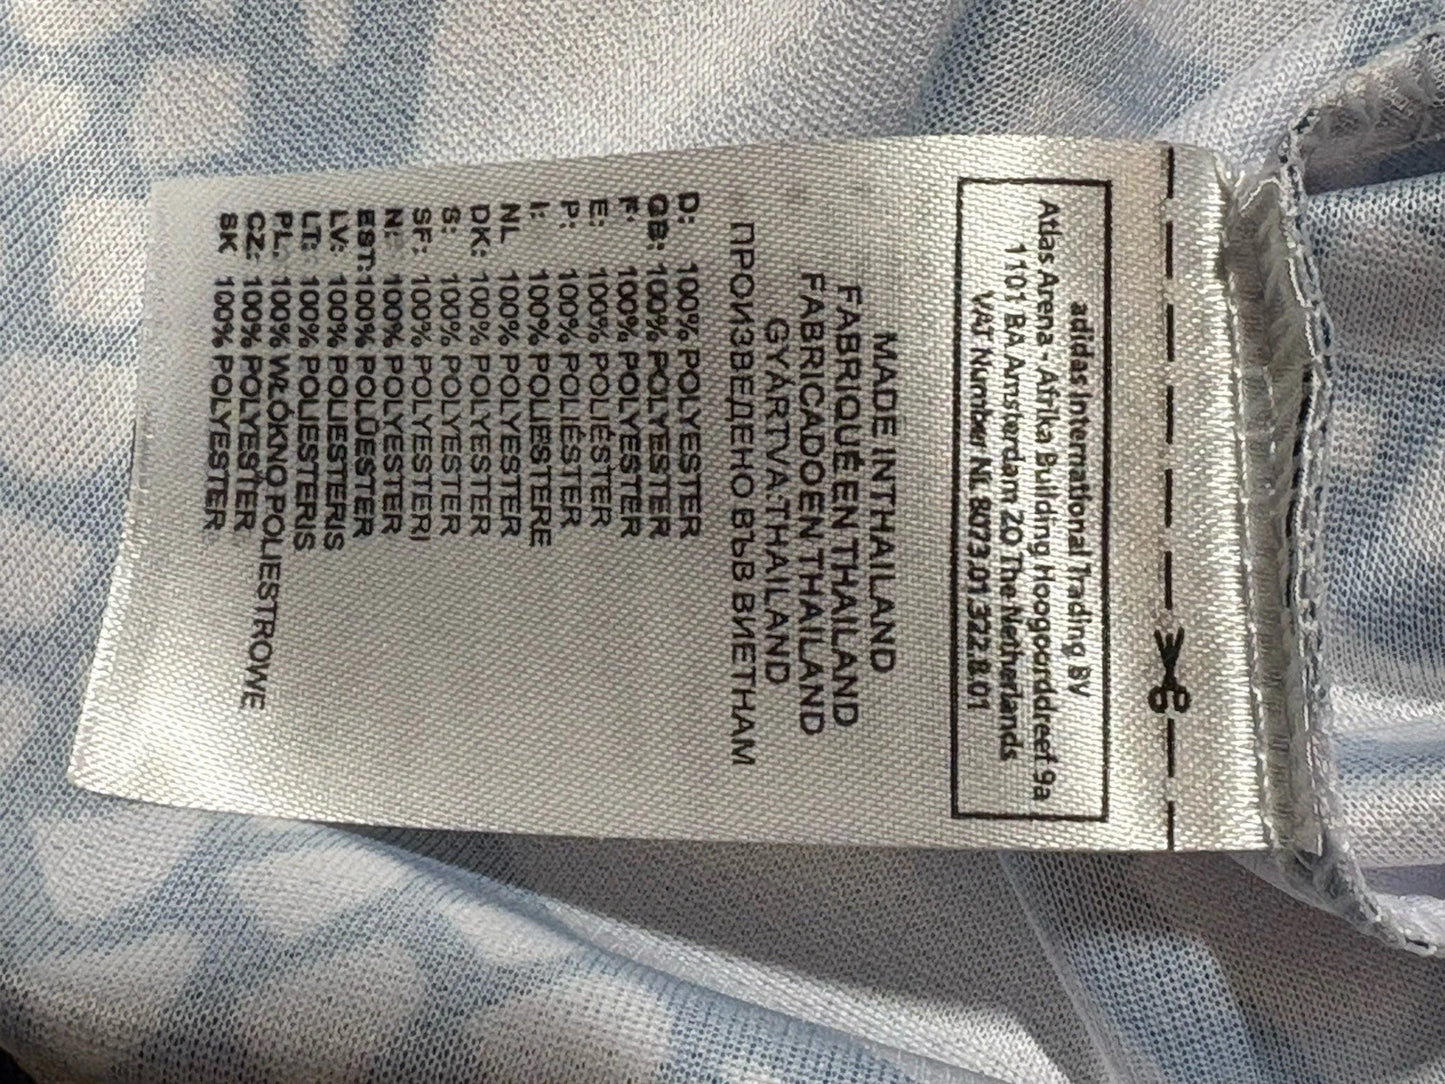 adidas International Trading BV
Atlas Arena - Afrika Building, Hoogoorddreef 9a
1101 BA Amsterdam ZO The Netherlands
VAT Number NL 8073.01.322.B.01
MADE IN THAILAND
FABRIQUÉ EN THAILAND
FABRICADO EN THAILAND
GYÁRTVA:THAILAND
ПРОИЗВЕДЕНО ВЪВ ВИЕТНАМ
D: 100% POLYESTER
GB: 100% POLYESTER
F: 100% POLYESTER
E: 100% POLIÉSTER
P: 100% POLIÉSTER
I: 100% POLIESTERE
NL 100% POLYESTER
DK: 100% POLYESTER
S: 100% POLYESTER
SF: 100% POLYESTERI
N: 100% POLYESTER
EST: 100% POLÜESTER
LV: 100% POLIESTERIS
LT: 100% POLIESTERIS
PL: 100% WŁÓKNO POLIESTROWE
CZ: 100% POLYESTER
SK 100% POLYESTER